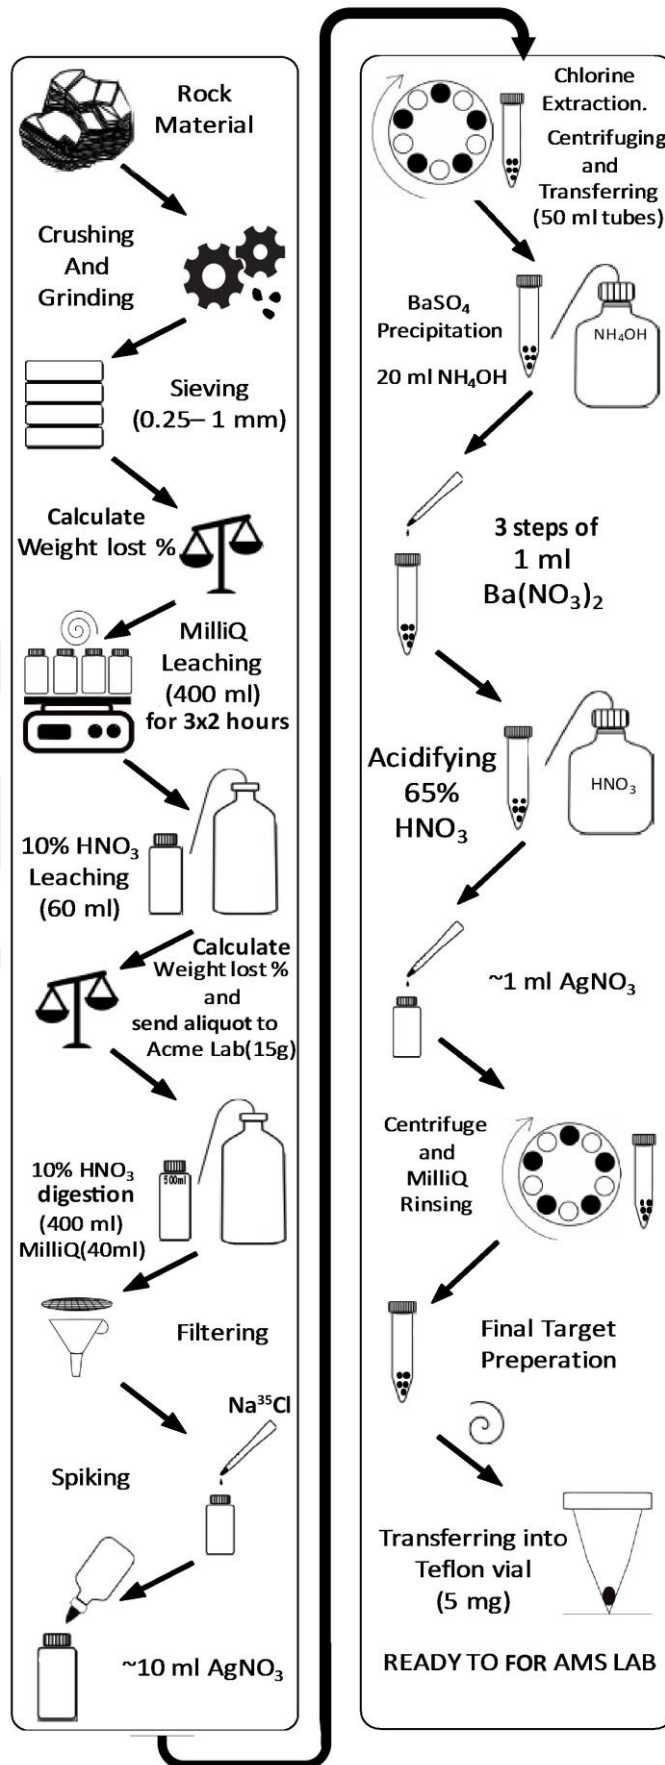 Rock
Material
Crushing
And
Grinding
Sieving
(0.25– 1 mm)
Calculate
Weight lost %
MilliQ
Leaching
(400 ml)
for 3x2 hours
10% HNO₃
Leaching
(60 ml)
Calculate
Weight lost %
and
send aliquot to
Acme Lab(15g)
500ml
10% HNO₃
digestion
(400 ml)
MilliQ(40ml)
Filtering
Na³⁵Cl
Spiking
~10 ml AgNO₃
Chlorine
Extraction.
Centrifuging
and
Transferring
(50 ml tubes)
BaSO₄
Precipitation
20 ml NH₄OH
NH₄OH
3 steps of
1 ml
Ba(NO₃)₂
Acidifying
65%
HNO₃
HNO₃
~1 ml AgNO₃
Centrifuge
and
MilliQ
Rinsing
Final Target
Preperation
Transferring into
Teflon vial
(5 mg)
READY TO FOR AMS LAB